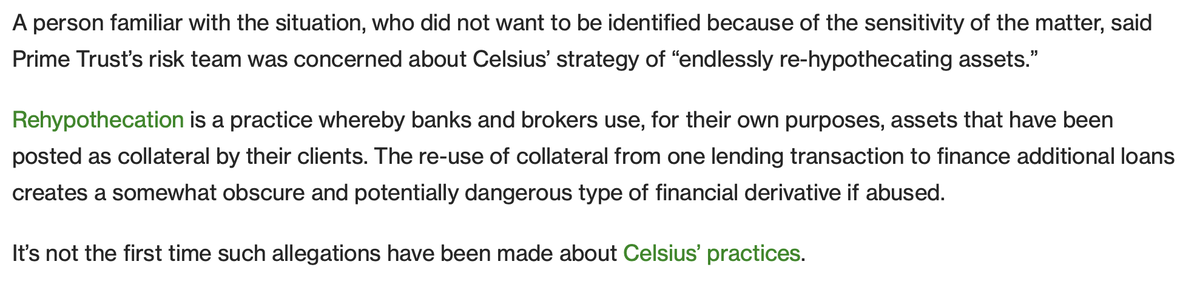 A person familiar with the situation, who did not want to be identified because of the sensitivity of the matter, said
Prime Trust’s risk team was concerned about Celsius’ strategy of “endlessly re-hypothecating assets.”
Rehypothecation is a practice whereby banks and brokers use, for their own purposes, assets that have been
posted as collateral by their clients. The re-use of collateral from one lending transaction to finance additional loans
creates a somewhat obscure and potentially dangerous type of financial derivative if abused.
It’s not the first time such allegations have been made about Celsius’ practices.